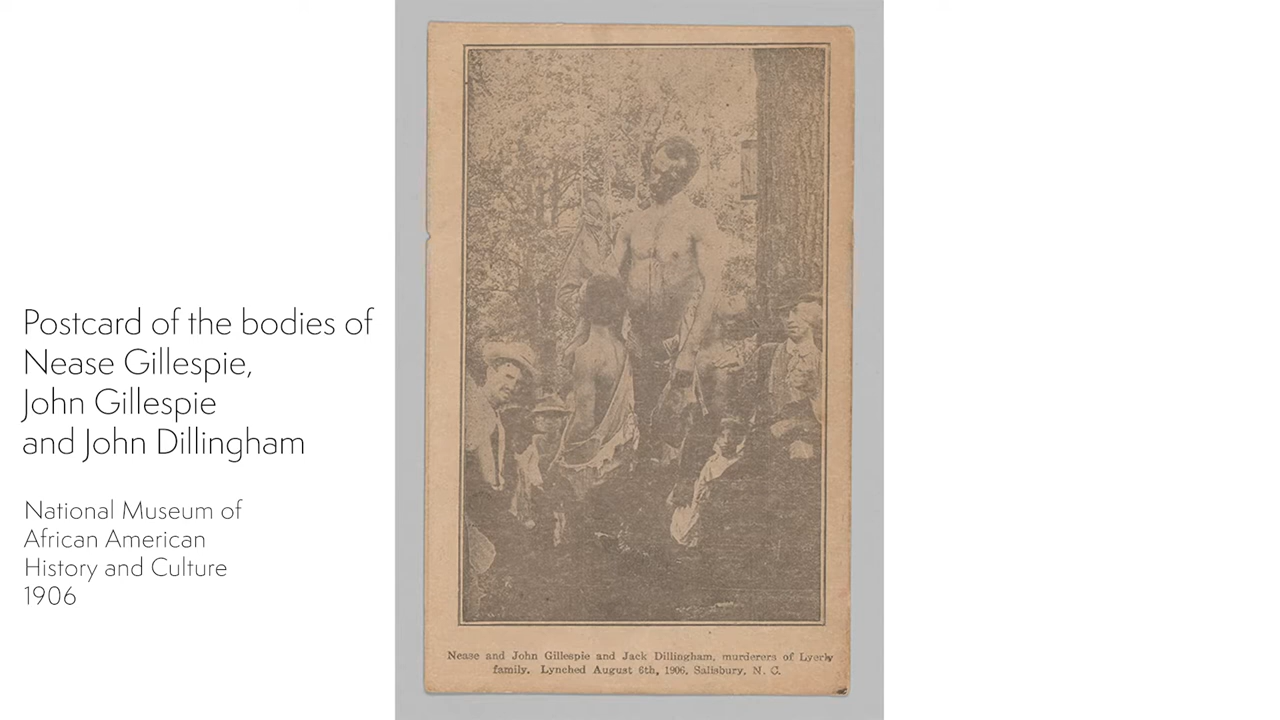 Postcard of the bodies of
Nease Gillespie,
John Gillespie
and John Dillingham
National Museum of
African American
History and Culture
1906
Nease and John Gillespie and Jack Dillingham, murderers of Lyerly
family. Lynched August 6th, 1906, Salisbury, N. C.